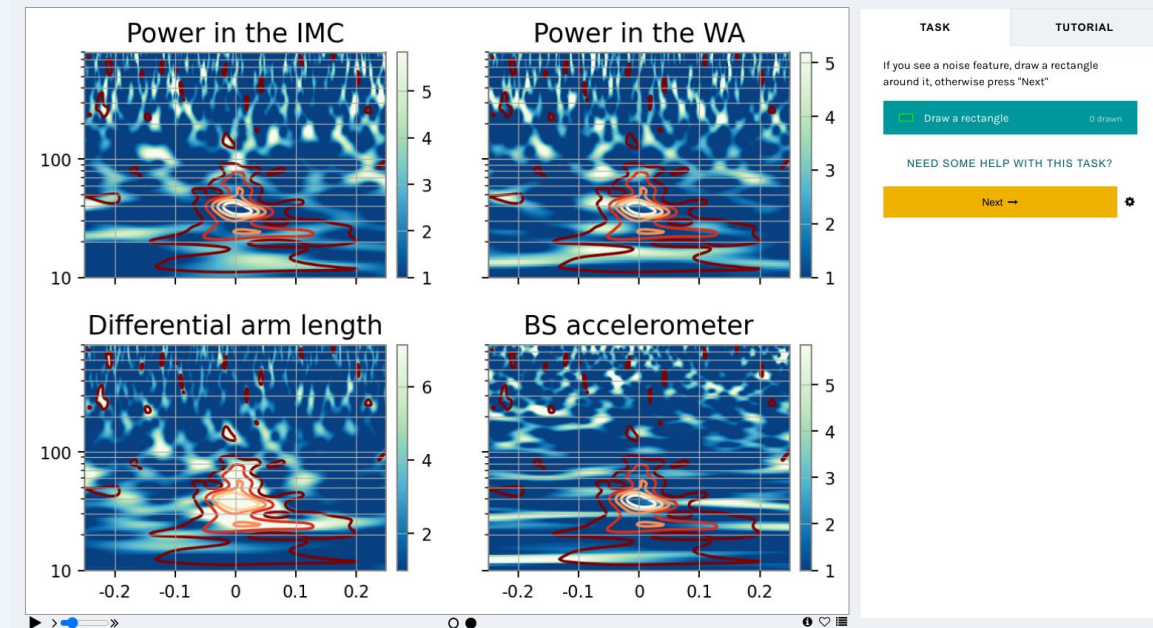 Power in the IMC
100
10
5
4
3
2
1
Power in the WA
5
4
3
2
1
Differential arm length
100
10
-0.2 -0.1 0 0.1 0.2
6
4
2
BS accelerometer
-0.2 -0.1 0 0.1 0.2
5
4
3
2
1
TASK TUTORIAL
If you see a noise feature, draw a rectangle
around it, otherwise press "Next"
Draw a rectangle 0 drawn
NEED SOME HELP WITH THIS TASK?
Next →